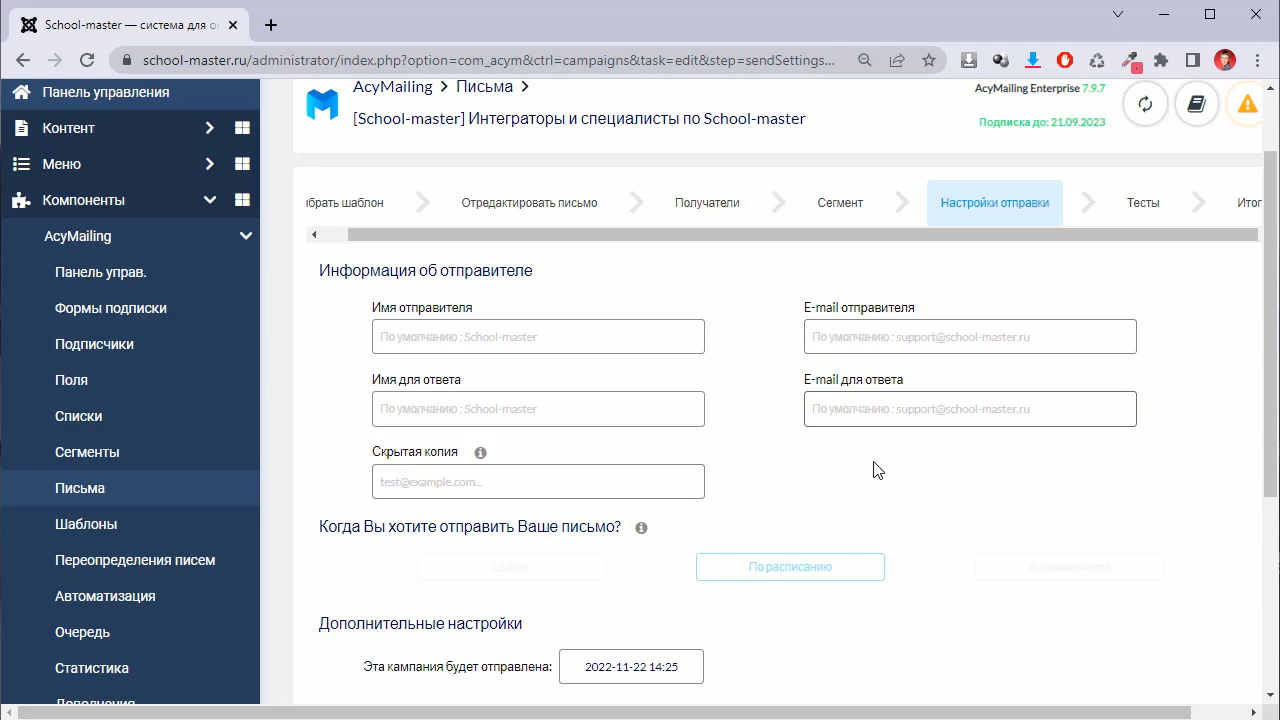 School-master — система для о
school-master.ru/administrator/index.php?option=com_acym&ctrl=campaigns&task=edit&step=sendSettings...
Панель управления
Контент
Меню
Компоненты
AcyMailing
Панель управ.
Формы подписки
Подписчики
Поля
Списки
Сегменты
Письма
Шаблоны
Переопределения писем
Автоматизация
Очередь
Статистика
Дополнения
AcyMailing > Письма >
[School-master] Интеграторы и специалисты по School-master
AcyMailing Enterprise 7.9.7
Подписка до: 21.09.2023
брать шаблон
Отредактировать письмо
Получатели
Сегмент
Настройки отправки
Тесты
Итог
Информация об отправителе
Имя отправителя
E-mail отправителя
По умолчанию : School-master
По умолчанию : support@school-master.ru
Имя для ответа
E-mail для ответа
По умолчанию : School-master
По умолчанию : support@school-master.ru
Скрытая копия
test@example.com...
Когда Вы хотите отправить Ваше письмо?
По расписанию
Автоматически
Дополнительные настройки
Эта кампания будет отправлена:
2022-11-22 14:25